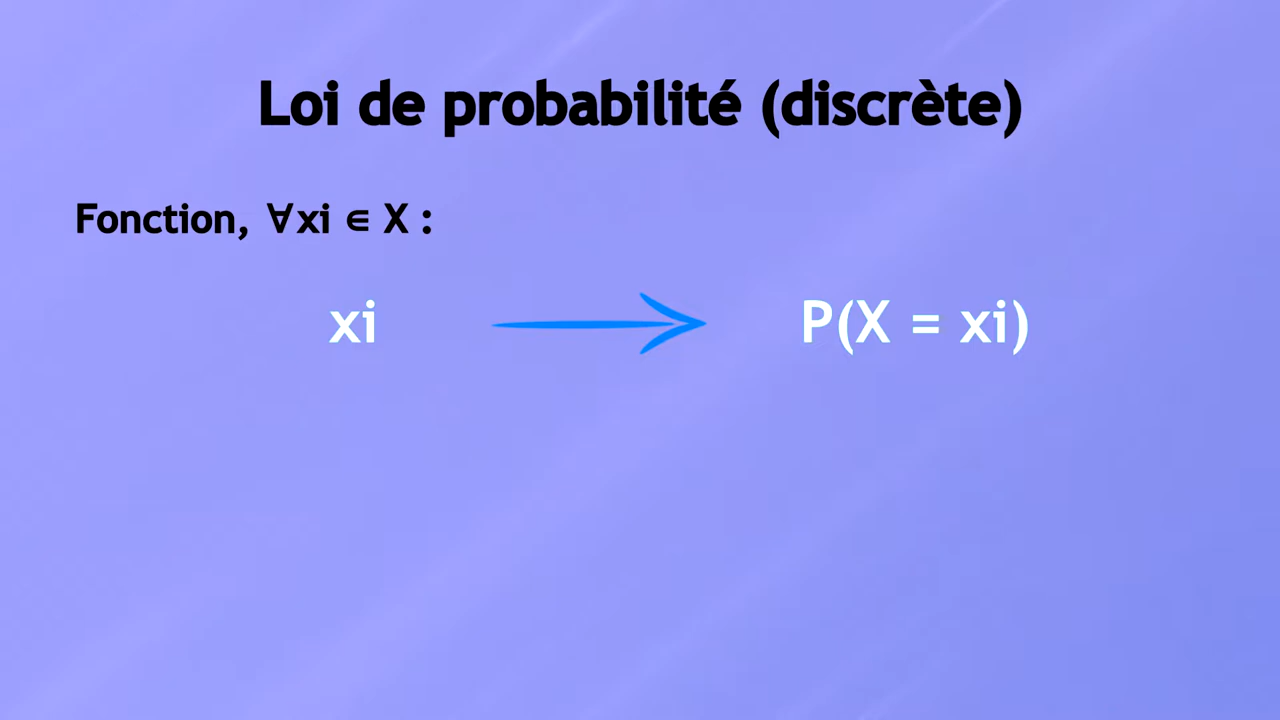 Loi de probabilité (discrète)
Fonction, ∀xi ∈ X :
xi
P(X = xi)